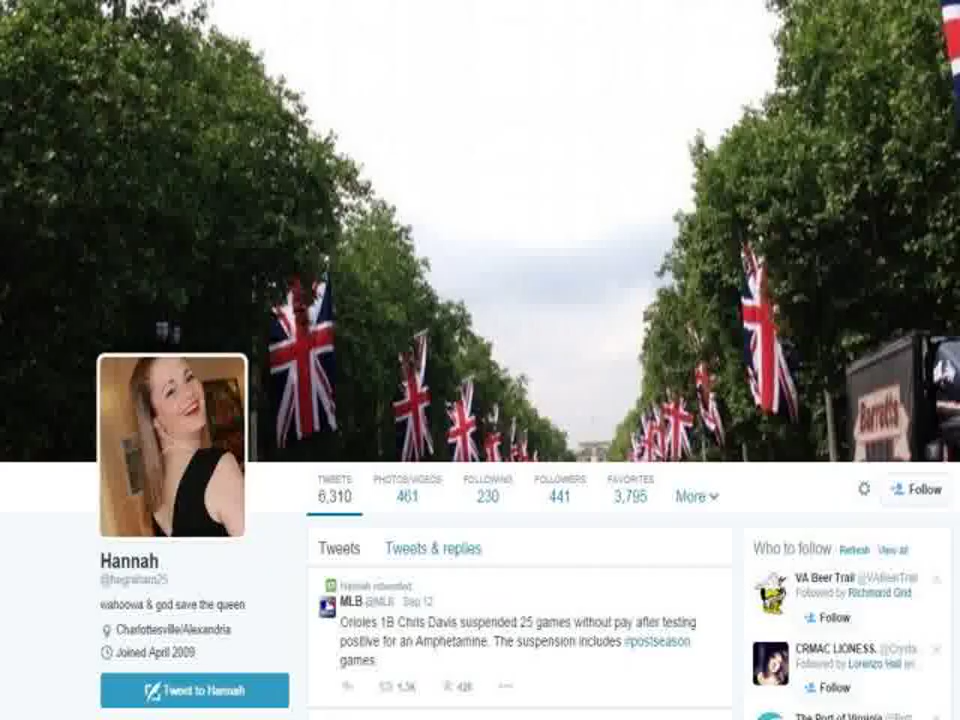 Barretts
TWEETS PHOTOS/VIDEOS FOLLOWING FOLLOWERS FAVORITES
6,310 461 230 441 3,795 More
Follow
Hannah
@hegraham25
wahoowa & god save the queen
Charlottesville/Alexandria
Joined April 2009
Tweet to Hannah
Tweets Tweets & replies
Hannah retweeted
MLB @MLB Sep 12
Orioles 1B Chris Davis suspended 25 games without pay after testing
positive for an Amphetamine. The suspension includes #postseason
games.
1.3K 426
Who to follow Refresh View all
VA Beer Trail @VABeerTrail
Followed by Richmond Grid
Follow
CRMAC LIONESS. @Crysta
Followed by Lorenzo Hall
Follow
The Port of Virginia